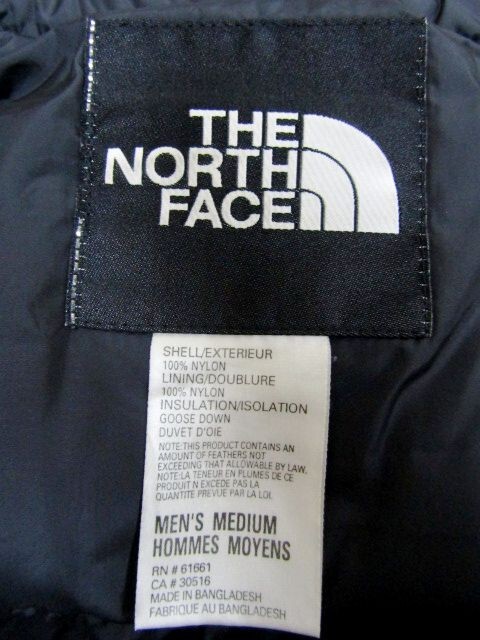 THE
NORTH
FACE
SHELL/EXTERIEUR
100% NYLON
LINING/DOUBLURE
100% NYLON
INSULATION/ISOLATION
GOOSE DOWN
DUVET D'OIE
NOTE:THIS PRODUCT CONTAINS AN
AMOUNT OF FEATHERS NOT
EXCEEDING THAT ALLOWABLE BY LAW.
NOTE:LA TENEUR EN PLUMES DE CE
PRODUIT N EXCEDE PAS LA
QUANTITE PREVUE PAR LA LOI.
MEN'S MEDIUM
HOMMES MOYENS
RN # 61661
CA # 30516
MADE IN BANGLADESH
FABRIQUE AU BANGLADESH